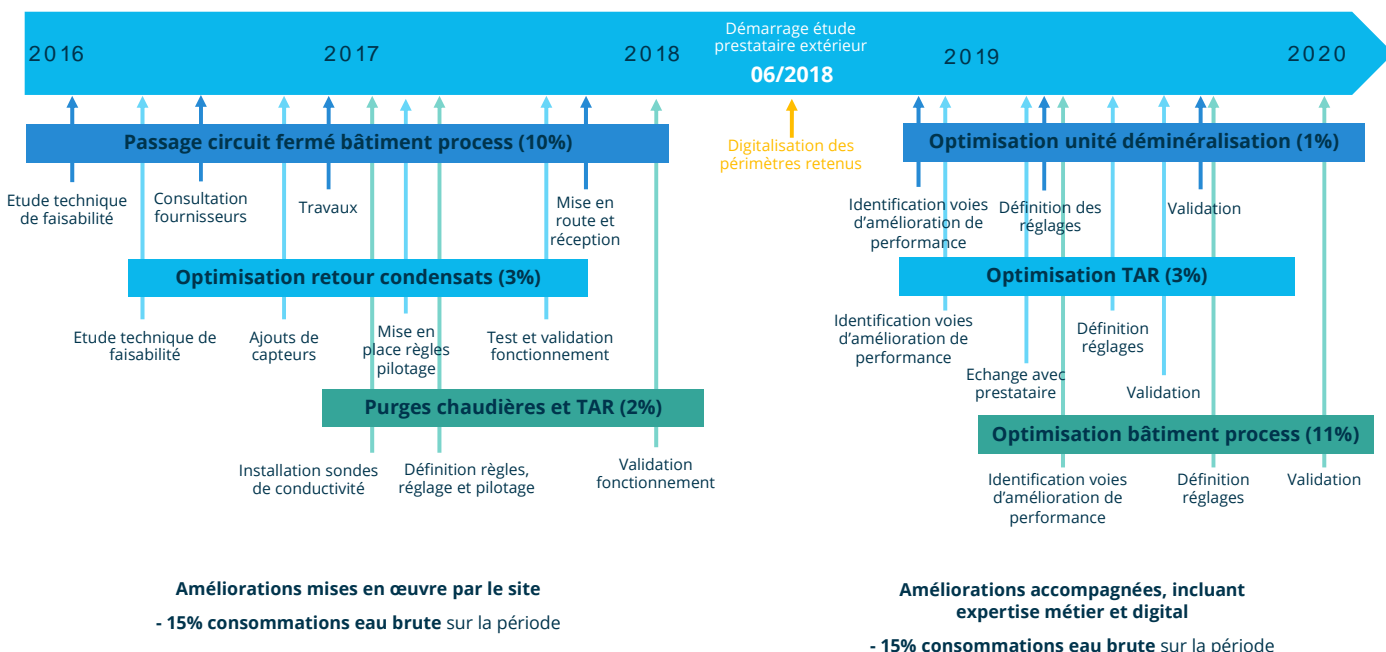 2016
2017
2018
Démarrage étude
prestataire extérieur
06/2018
2019
2020
Passage circuit fermé bâtiment process (10%)
Digitalisation des
périmètres retenus
Optimisation unité déminéralisation (1%)
Etude technique
de faisabilité
Consultation
fournisseurs
Travaux
Mise en
route et
réception
Identification voies
d’amélioration de
performance
Définition des
réglages
Validation
Optimisation retour condensats (3%)
Optimisation TAR (3%)
Etude technique de
faisabilité
Ajouts de
capteurs
Mise en
place règles
pilotage
Test et validation
fonctionnement
Identification voies
d’amélioration de
performance
Echange avec
prestataire
Définition
réglages
Validation
Purges chaudières et TAR (2%)
Optimisation bâtiment process (11%)
Installation sondes
de conductivité
Définition règles,
réglage et pilotage
Validation
fonctionnement
Identification voies
d’amélioration de
performance
Définition
réglages
Validation
Améliorations mises en œuvre par le site
- 15% consommations eau brute sur la période
Améliorations accompagnées, incluant
expertise métier et digital
- 15% consommations eau brute sur la période